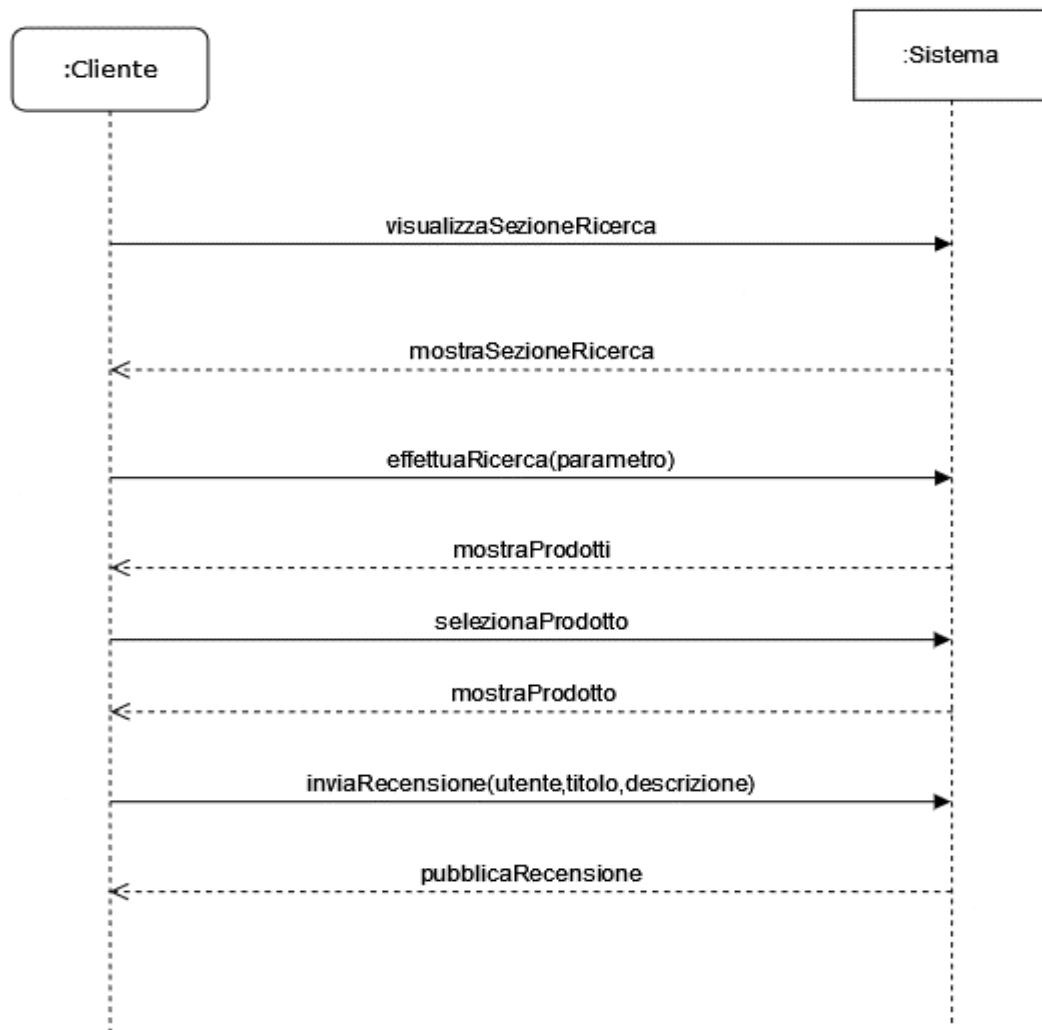 :Cliente
:Sistema
visualizzaSezioneRicerca
mostraSezioneRicerca
effettuaRicerca(parametro)
mostraProdotti
selezionaProdotto
mostraProdotto
inviaRecensione(utente,titolo,descrizione)
pubblicaRecensione